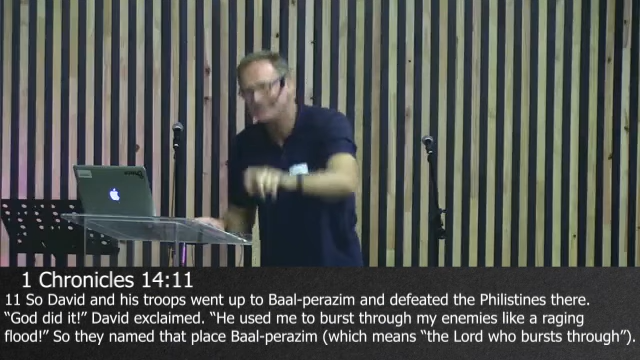 1 Chronicles 14:11
11 So David and his troops went up to Baal-perazim and defeated the Philistines there.
“God did it!” David exclaimed. “He used me to burst through my enemies like a raging
flood!” So they named that place Baal-perazim (which means “the Lord who bursts through”).